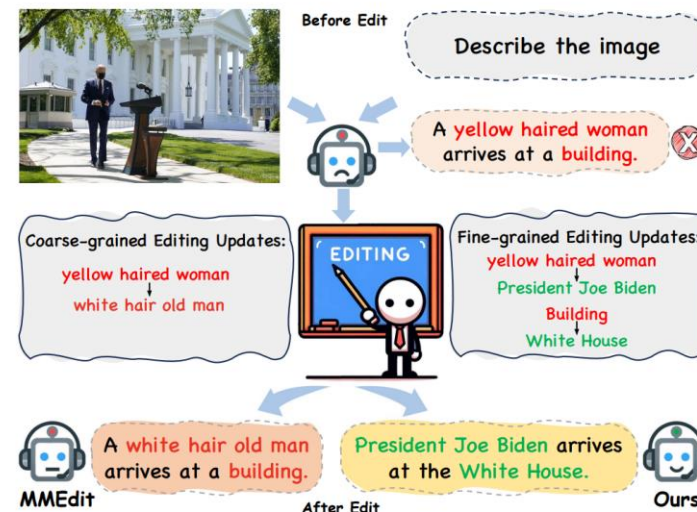 Before Edit
Describe the image
A yellow haired woman
arrives at a building.
X
Coarse-grained Editing Updates:
yellow haired woman
white hair old man
EDITING
Fine-grained Editing Updates:
yellow haired woman
President Joe Biden
Building
White House
A white hair old man
arrives at a building.
MMEdit
President Joe Biden arrives
at the White House.
Ours
After Edit